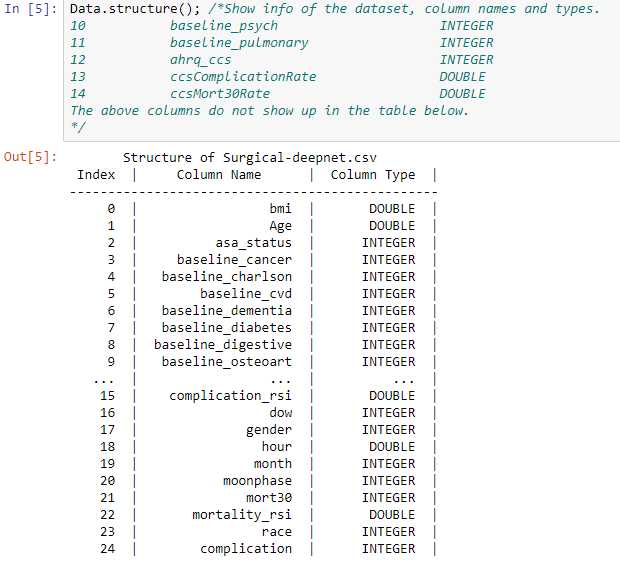 In [5]: Data.structure(); /*Show info of the dataset, column names and types.
10 baseline_psych INTEGER
11 baseline_pulmonary INTEGER
12 ahrq_ccs INTEGER
13 ccsComplicationRate DOUBLE
14 ccsMort30Rate DOUBLE
The above columns do not show up in the table below.
*/
Out[5]: Structure of Surgical-deepnet.csv
Index | Column Name | Column Type |
-----------------------------------------------
0 | bmi | DOUBLE |
1 | Age | DOUBLE |
2 | asa_status | INTEGER |
3 | baseline_cancer | INTEGER |
4 | baseline_charlson | INTEGER |
5 | baseline_cvd | INTEGER |
6 | baseline_dementia | INTEGER |
7 | baseline_diabetes | INTEGER |
8 | baseline_digestive | INTEGER |
9 | baseline_osteoart | INTEGER |
... | ... | ... |
15 | complication_rsi | DOUBLE |
16 | dow | INTEGER |
17 | gender | INTEGER |
18 | hour | DOUBLE |
19 | month | INTEGER |
20 | moonphase | INTEGER |
21 | mort30 | INTEGER |
22 | mortality_rsi | DOUBLE |
23 | race | INTEGER |
24 | complication | INTEGER |